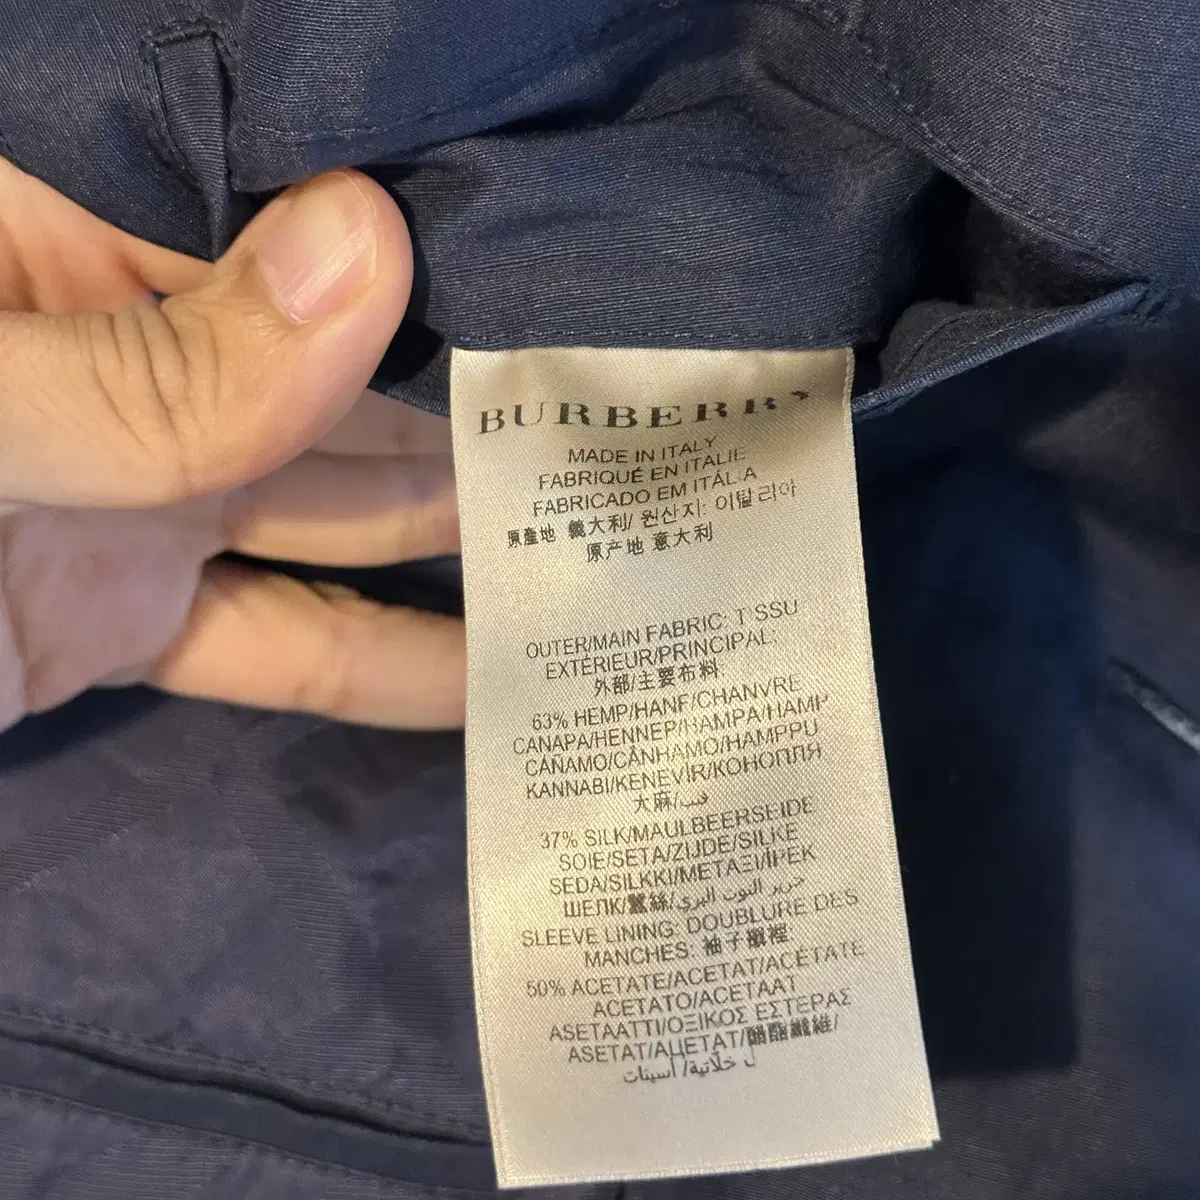 BURBERRY
MADE IN ITALY
FABRIQUÉ EN ITALIE
FABRICADO EM ITÁLIA
原産地 義大利/ 원산지: 이탈리아
原产地 意大利
OUTER/MAIN FABRIC: TISSU
EXTÉRIEUR/PRINCIPAL:
外部/主要布料
63% HEMP/HANF/CHANVRE
CANAPA/HENNEP/HAMPA/HAMP
CAÑAMO/CÂNHAMO/HAMPPU
KANNABI/KENEVİR/КОНОПЛЯ
大麻/قنب
37% SILK/MAULBEERSEIDE
SOIE/SETA/ZIJDE/SILKE
SEDA/SILKKI/ΜΕΤΑΞΙ/İPEK
ШЕЛК/蠶絲/حرير التوت البري
SLEEVE LINING: DOUBLURE DES
MANCHES: 袖子襯裡
50% ACETATE/ACETAT/ACÉTATE
ACETATO/ACETAAT
ASETAATTI/ΟΞΙΚΟΣ ΕΣΤΕΡΑΣ
ASETAT/АЦЕТАТ/醋酯纖維/
خلاتية/ أسيتات